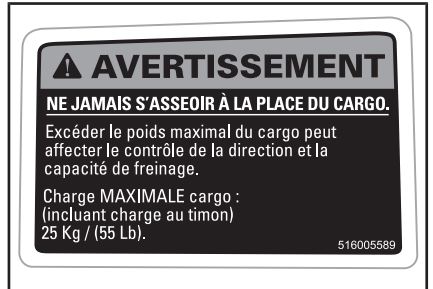 AVERTISSEMENT
NE JAMAIS S'ASSEOIR À LA PLACE DU CARGO.
Excéder le poids maximal du cargo peut
affecter le contrôle de la direction et la
capacité de freinage.
Charge MAXIMALE cargo :
(incluant charge au timon)
25 Kg / (55 Lb).
516005589